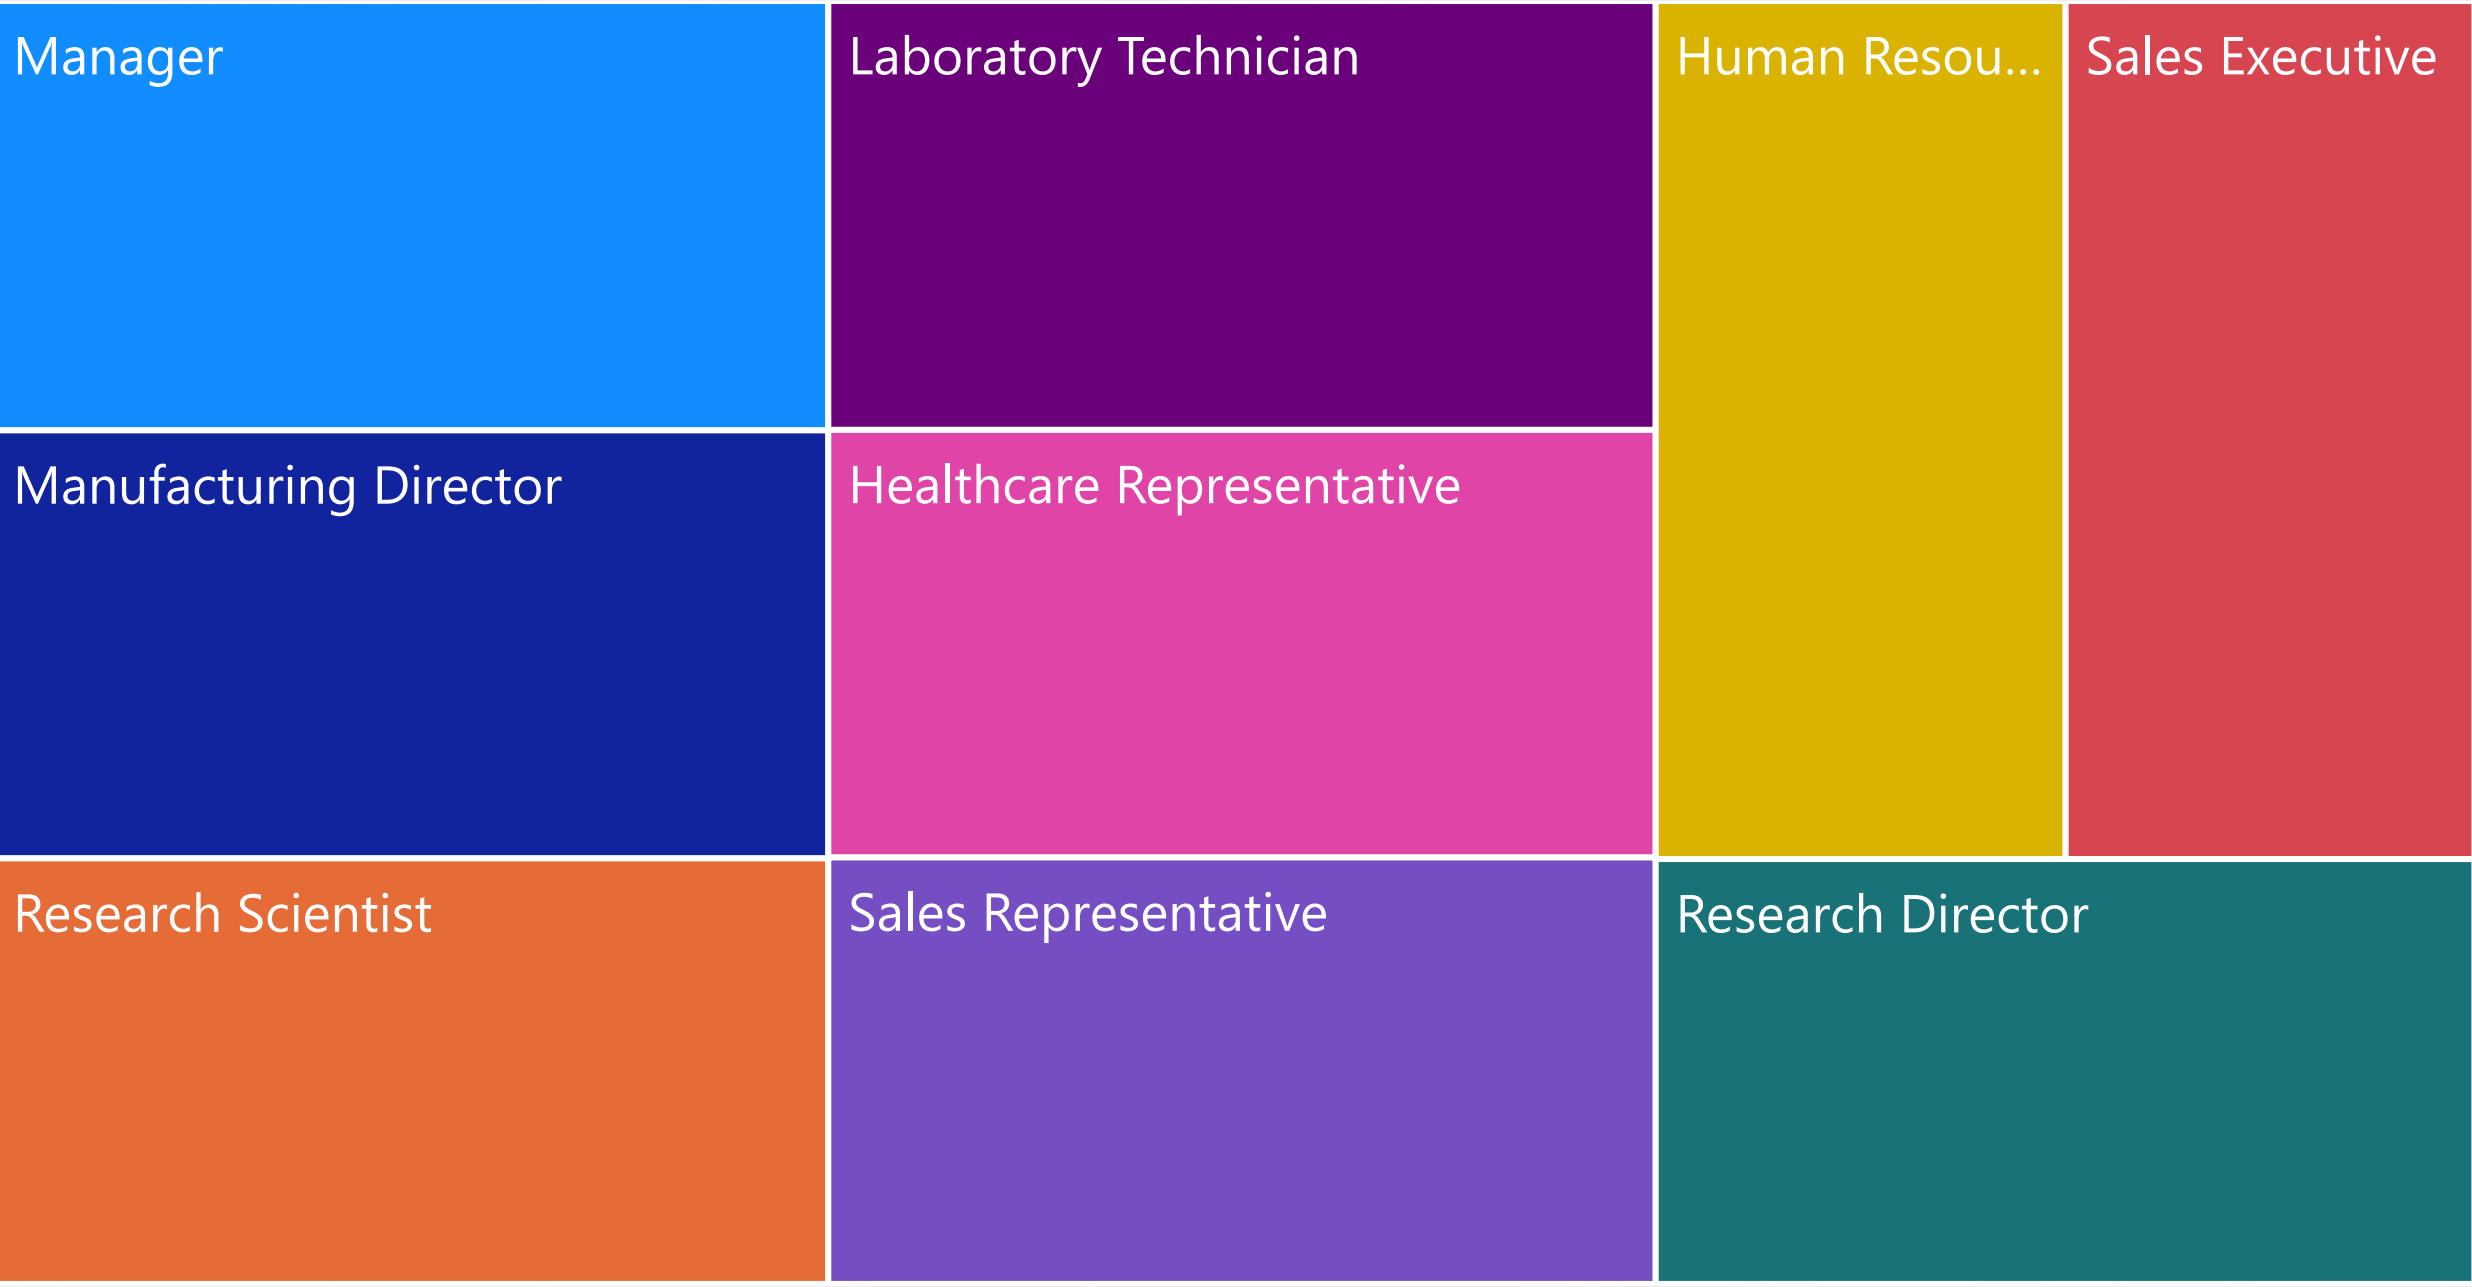 Manager
Laboratory Technician
Human Resou...
Sales Executive
Manufacturing Director
Healthcare Representative
Research Scientist
Sales Representative
Research Director